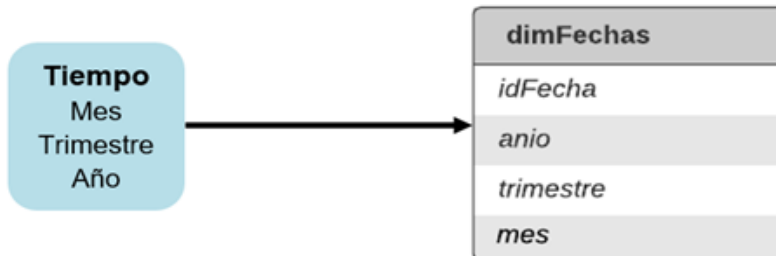 Tiempo
Mes
Trimestre
Año
dimFechas
idFecha
anio
trimestre
mes